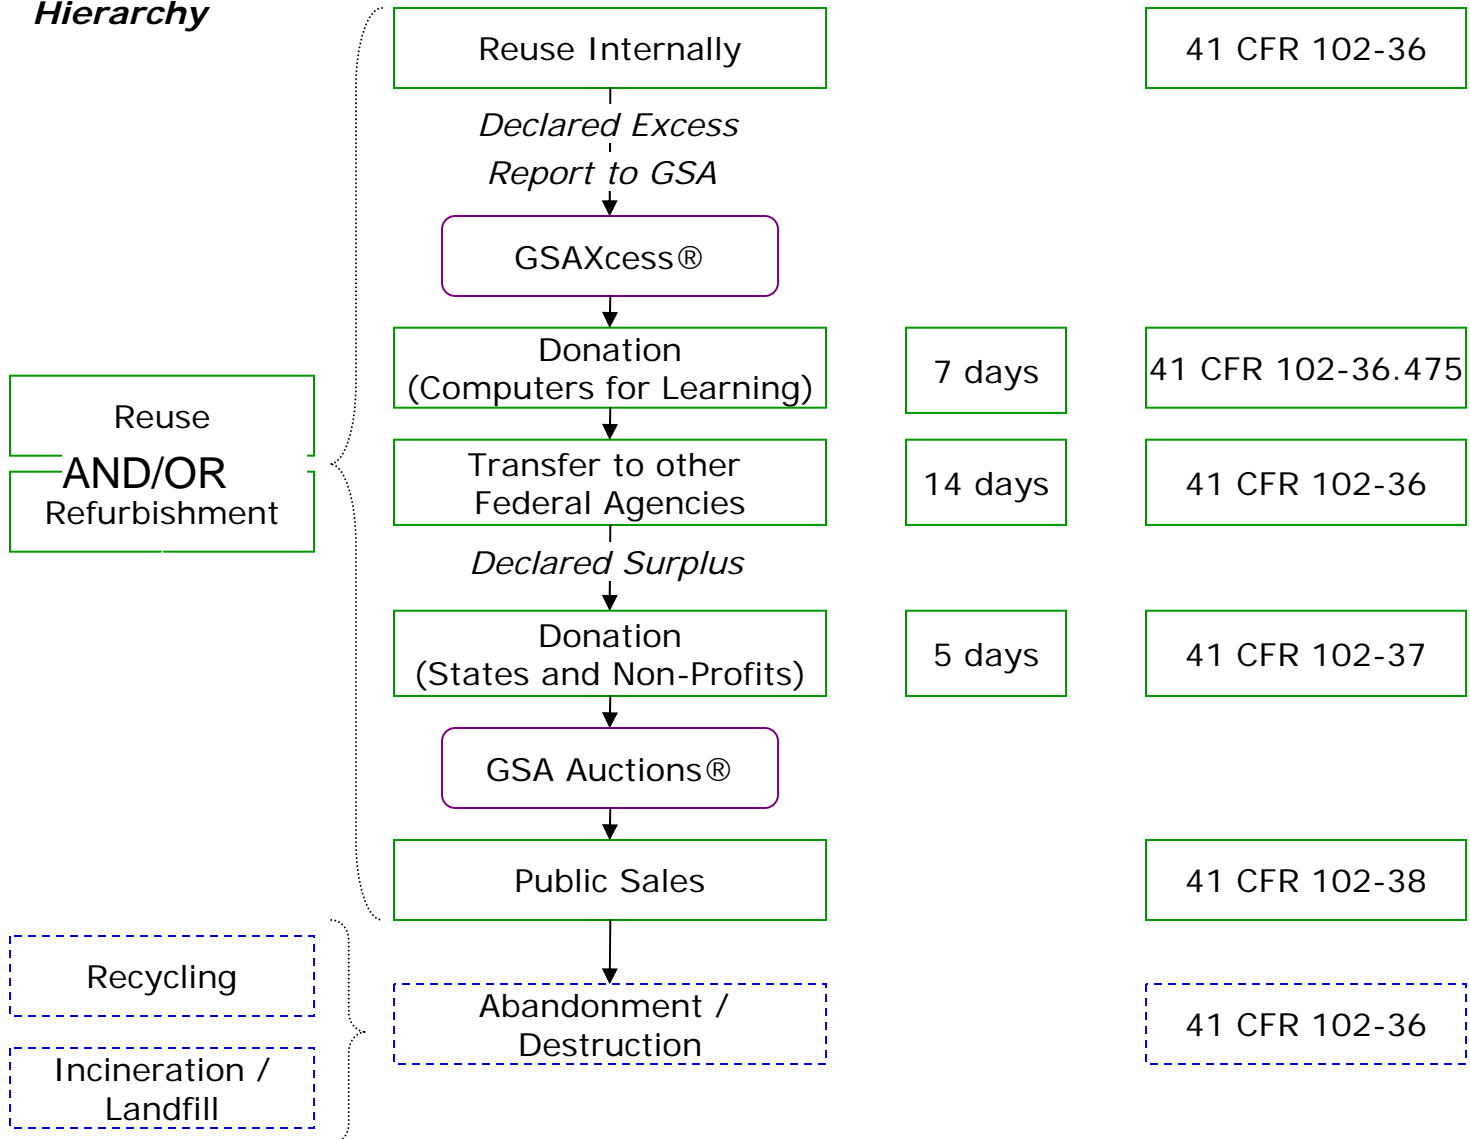 Hierarchy
Reuse Internally
41 CFR 102-36
Declared Excess
Report to GSA
GSAXcess®
Donation
(Computers for Learning)
7 days
41 CFR 102-36.475
Reuse
AND/OR
Refurbishment
Transfer to other
Federal Agencies
14 days
41 CFR 102-36
Declared Surplus
Donation
(States and Non-Profits)
5 days
41 CFR 102-37
GSA Auctions®
Public Sales
41 CFR 102-38
Recycling
Abandonment /
Destruction
41 CFR 102-36
Incineration /
Landfill